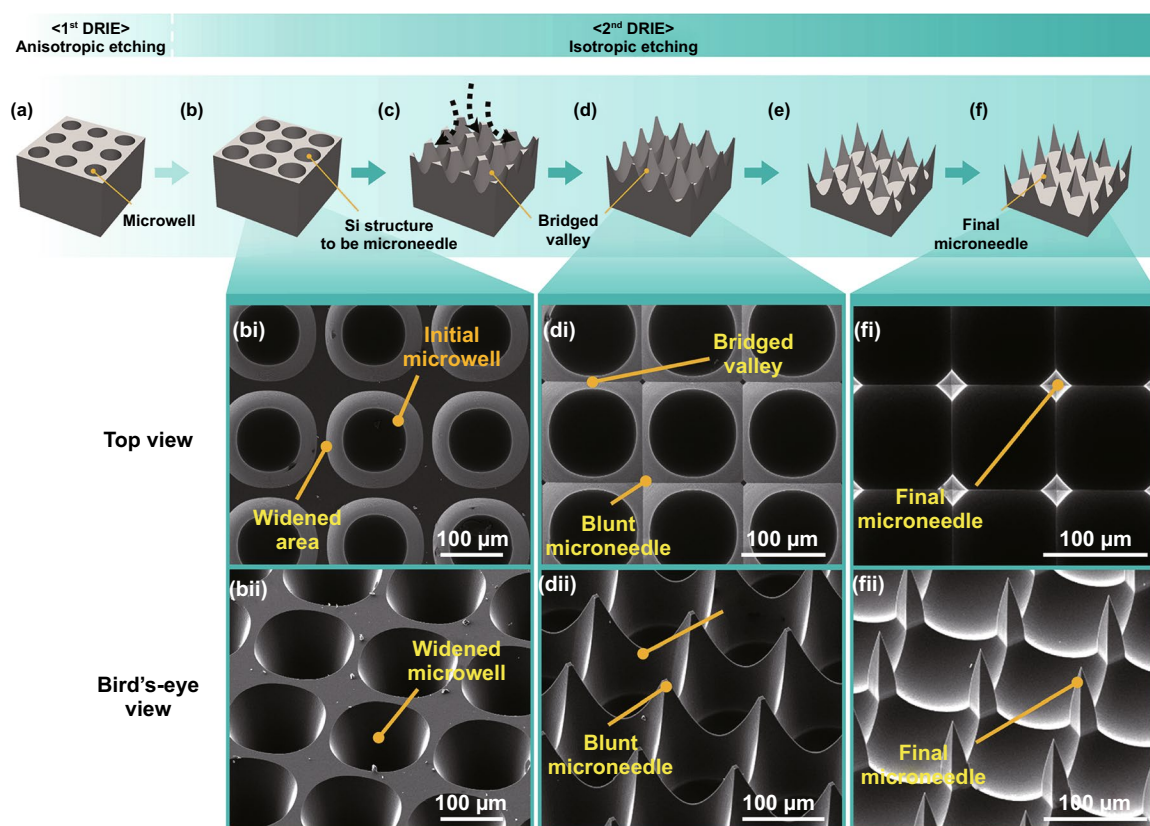 <1st DRIE>
Anisotropic etching
<2nd DRIE>
Isotropic etching
(a)
(b)
(c)
(d)
(e)
(f)
Microwell
Si structure
to be microneedle
Bridged
valley
Final
microneedle
Top view
(bi)
Initial
microwell
Widened
area
100 µm
(di)
Bridged
valley
Blunt
microneedle
100 µm
(fi)
Final
microneedle
100 µm
Bird's-eye
view
(bii)
Widened
microwell
100 µm
(dii)
Blunt
microneedle
100 µm
(fii)
Final
microneedle
100 µm